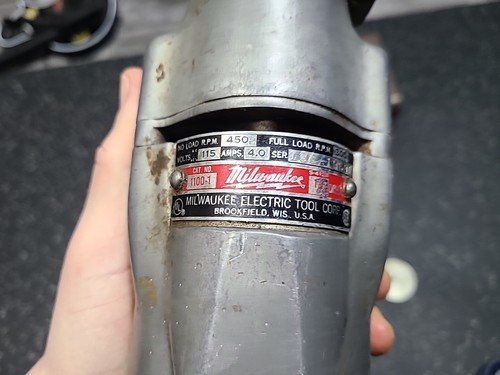 NO LOAD R.P.M. 450 FULL LOAD R.P.M.
VOLTS 115 AMPS. 4.0 SER.
CAT. NO
1100-1 Milwaukee
MILWAUKEE ELECTRIC TOOL CORP.
BROOKFIELD, WIS., U.S.A.